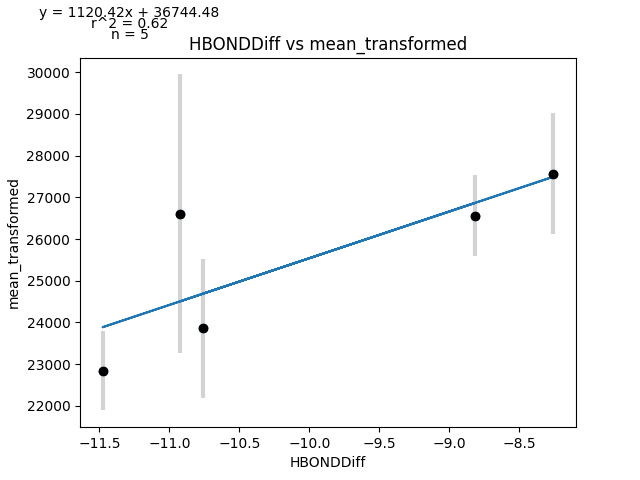 y = 1120.42x + 36744.48
r^2 = 0.62
n = 5
HBONDDiff vs mean_transformed
30000
29000
28000
27000
26000
25000
24000
23000
22000
mean_transformed
−11.5 −11.0 −10.5 −10.0 −9.5 −9.0 −8.5
HBONDDiff